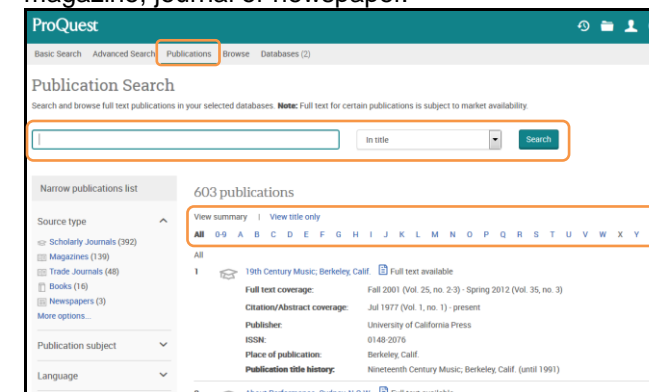 magazine, journal or newspaper.
ProQuest
Basic Search Advanced Search Publications Browse Databases (2)
Publication Search
Search and browse full text publications in your selected databases. Note: Full text for certain publications is subject to market availability.
In title
Search
Narrow publications list
603 publications
View summary | View title only
All 0-9 A B C D E F G H I J K L M N O P Q R S T U V W X Y
Source type
Scholarly Journals (392)
Magazines (139)
Trade Journals (48)
Books (16)
Newspapers (3)
More options...
Publication subject
Language
All
1 19th Century Music; Berkeley, Calif. Full text available
Full text coverage: Fall 2001 (Vol. 25, no. 2-3) - Spring 2012 (Vol. 35, no. 3)
Citation/Abstract coverage: Jul 1977 (Vol. 1, no. 1) - present
Publisher: University of California Press
ISSN: 0148-2076
Place of publication: Berkeley, Calif.
Publication title history: Nineteenth Century Music; Berkeley, Calif. (until 1991)